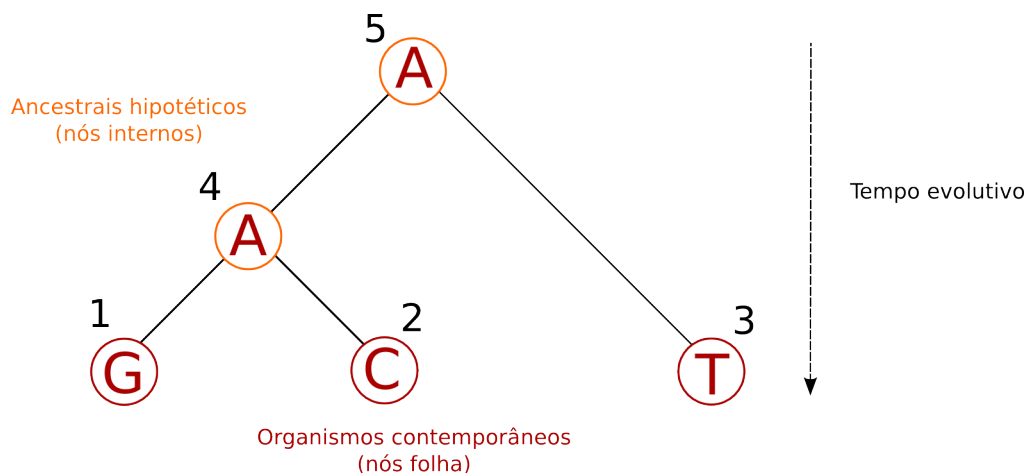 5
A
Ancestrais hipotéticos
(nós internos)
4
A
Tempo evolutivo
1
G
2
C
3
T
Organismos contemporâneos
(nós folha)